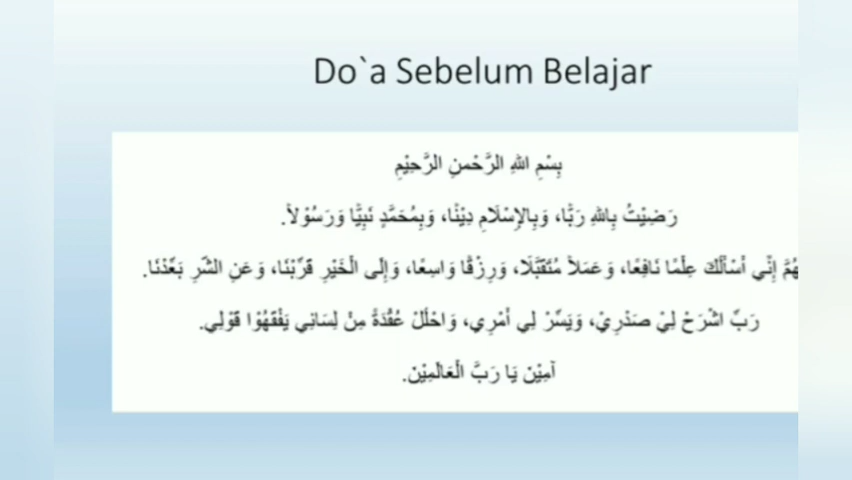 Do`a Sebelum Belajar
بِسْمِ اللهِ الرَّحْمنِ الرَّحِيْمِ
رَضِيْتُ بِاللهِ رَبًّا، وَبِالإِسْلَامِ دِيْنًا، وَبِمُحَمَّدٍ نَبِيًّا وَرَسُوْلاً.
هُمَّ إِنِّي أَسْأَلُكَ عِلْمًا نَافِعًا، وَعَمَلاً مُتَقَبَّلًا، وَرِزْقًا وَاسِعًا، وَإِلَى الْخَيْرِ قَرِّبْنَا، وَعَنِ الشَّرِّ بَعِّدْنَا.
رَبِّ اشْرَحْ لِيْ صَدْرِيْ، وَيَسِّرْ لِي أَمْرِي، وَاحْلُلْ عُقْدَةً مِنْ لِسَانِي يَفْقَهُوْا قَوْلِي.
آمِيْن يَا رَبَّ الْعَالَمِيْن.